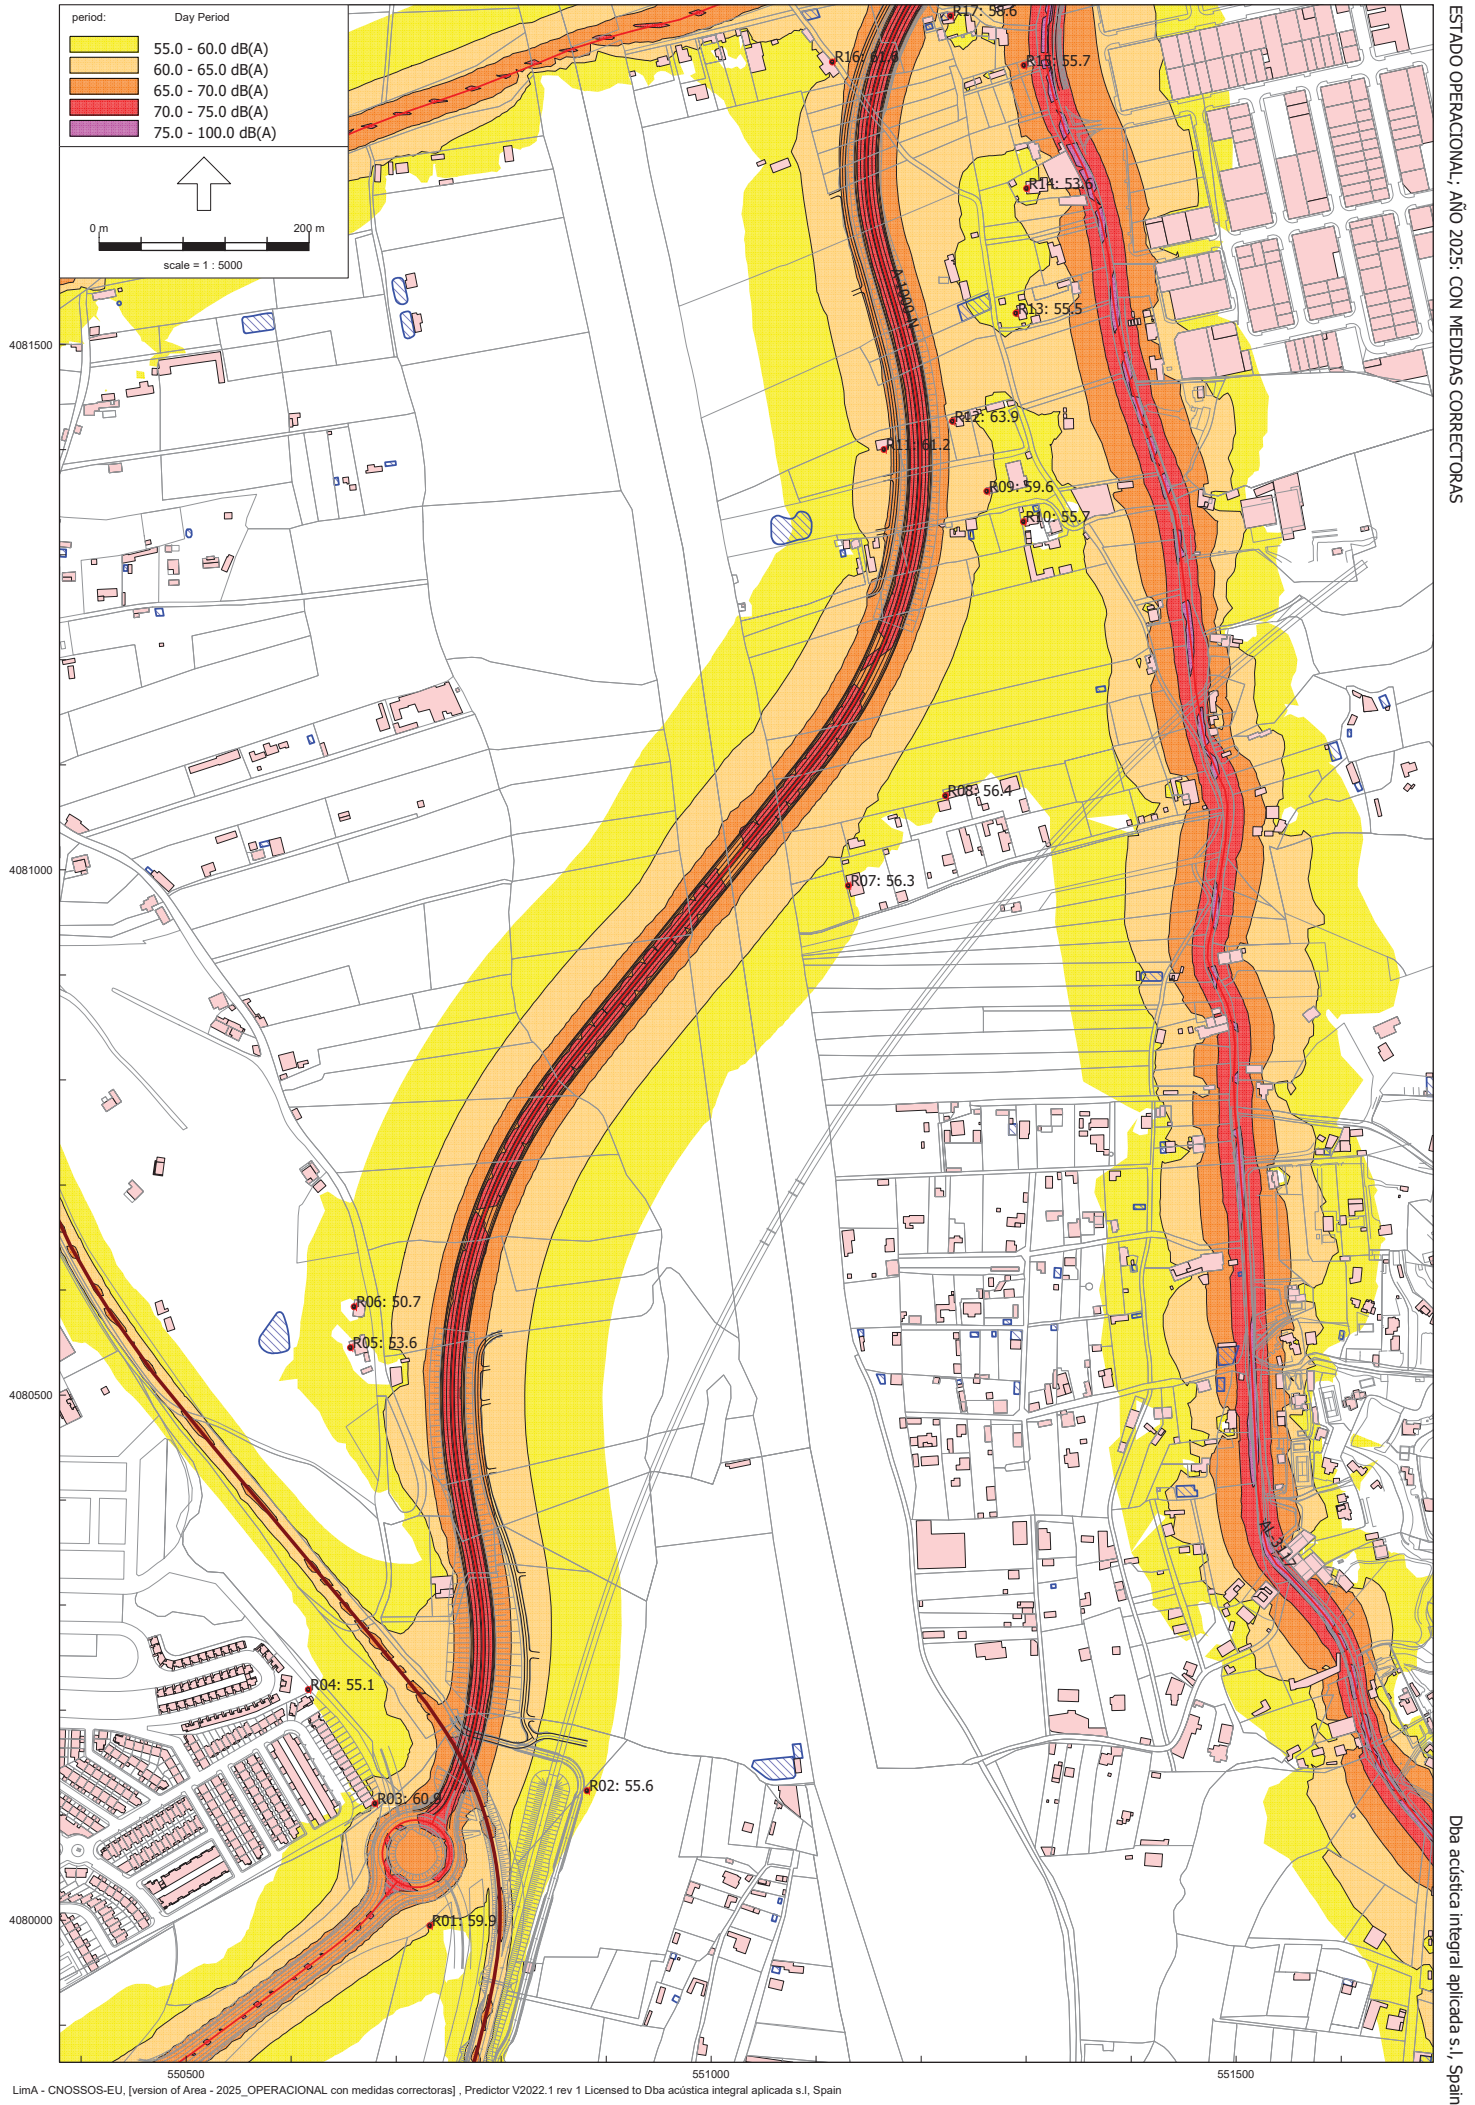 period: Day Period
55.0 - 60.0 dB(A)
60.0 - 65.0 dB(A)
65.0 - 70.0 dB(A)
70.0 - 75.0 dB(A)
75.0 - 100.0 dB(A)
0 m 200 m
scale = 1 : 5000
ESTADO OPERACIONAL; AÑO 2025: CON MEDIDAS CORRECTORAS
R17: 58.6
R16: 61.6
R15: 55.7
R14: 53.6
A-1000-N
R13: 55.5
4081500
R12: 63.9
R11: 61.2
R09: 59.6
R10: 55.7
R08: 56.4
4081000
R07: 56.3
R06: 50.7
R05: 53.6
4080500
AL-3117
R04: 55.1
R02: 55.6
R03: 60.9
4080000
R01: 59.9
Dba acústica integral aplicada s.l, Spain
550500
551000
551500
LimA - CNOSSOS-EU, [version of Area - 2025_OPERACIONAL con medidas correctoras] , Predictor V2022.1 rev 1 Licensed to Dba acústica integral aplicada s.l, Spain